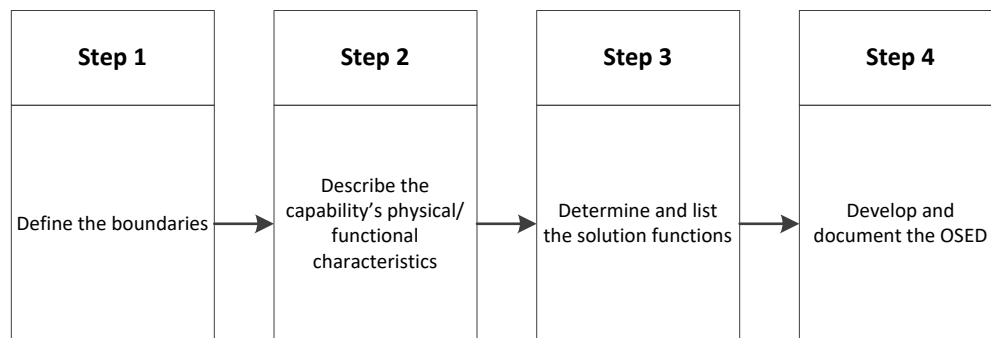 Step 1
Define the boundaries
Step 2
Describe the
capability’s physical/
functional
characteristics
Step 3
Determine and list
the solution functions
Step 4
Develop and
document the OSED